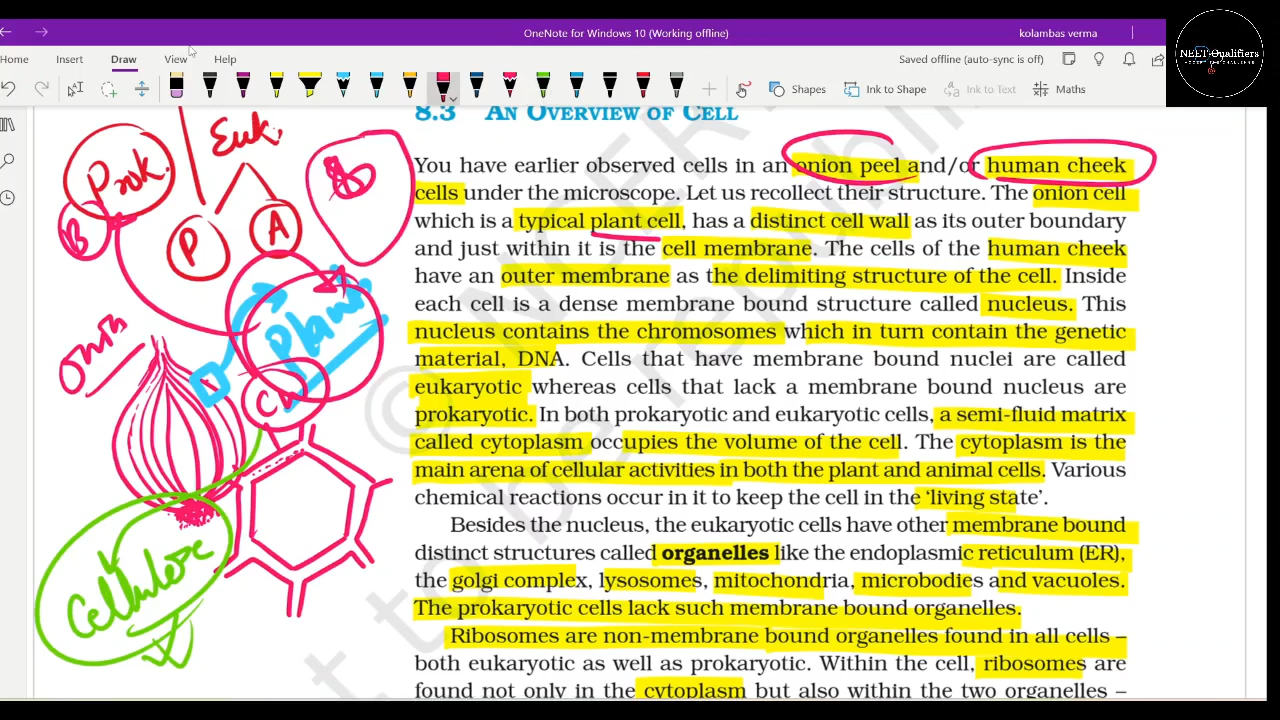 OneNote for Windows 10 (Working offline)
kolambas verma
NEET Qualifiers
Home Insert Draw View Help
Saved offline (auto-sync is off)
Shapes Ink to Shape Ink to Text Maths
8.3 AN OVERVIEW OF CELL
You have earlier observed cells in an onion peel and/or human cheek
cells under the microscope. Let us recollect their structure. The onion cell
which is a typical plant cell, has a distinct cell wall as its outer boundary
and just within it is the cell membrane. The cells of the human cheek
have an outer membrane as the delimiting structure of the cell. Inside
each cell is a dense membrane bound structure called nucleus. This
nucleus contains the chromosomes which in turn contain the genetic
material, DNA. Cells that have membrane bound nuclei are called
eukaryotic whereas cells that lack a membrane bound nucleus are
prokaryotic. In both prokaryotic and eukaryotic cells, a semi-fluid matrix
called cytoplasm occupies the volume of the cell. The cytoplasm is the
main arena of cellular activities in both the plant and animal cells. Various
chemical reactions occur in it to keep the cell in the ‘living state’.
Besides the nucleus, the eukaryotic cells have other membrane bound
distinct structures called organelles like the endoplasmic reticulum (ER),
the golgi complex, lysosomes, mitochondria, microbodies and vacuoles.
The prokaryotic cells lack such membrane bound organelles.
Ribosomes are non-membrane bound organelles found in all cells –
both eukaryotic as well as prokaryotic. Within the cell, ribosomes are
found not only in the cytoplasm but also within the two organelles –
Prok.
Euk.
B
P
A
Plant
Onion
CW
Cellulose